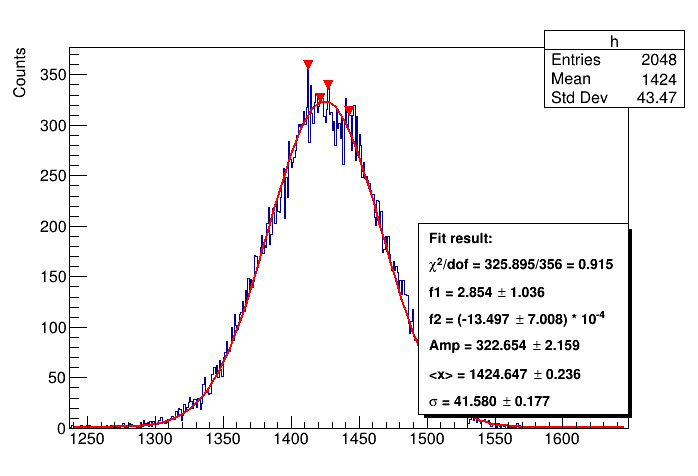 h
Entries 2048
Mean 1424
Std Dev 43.47
Counts
350
300
250
200
150
100
50
0
Fit result:
χ²/dof = 325.895/356 = 0.915
f1 = 2.854 ± 1.036
f2 = (-13.497 ± 7.008) * 10⁻⁴
Amp = 322.654 ± 2.159
<x> = 1424.647 ± 0.236
σ = 41.580 ± 0.177
1250 1300 1350 1400 1450 1500 1550 1600